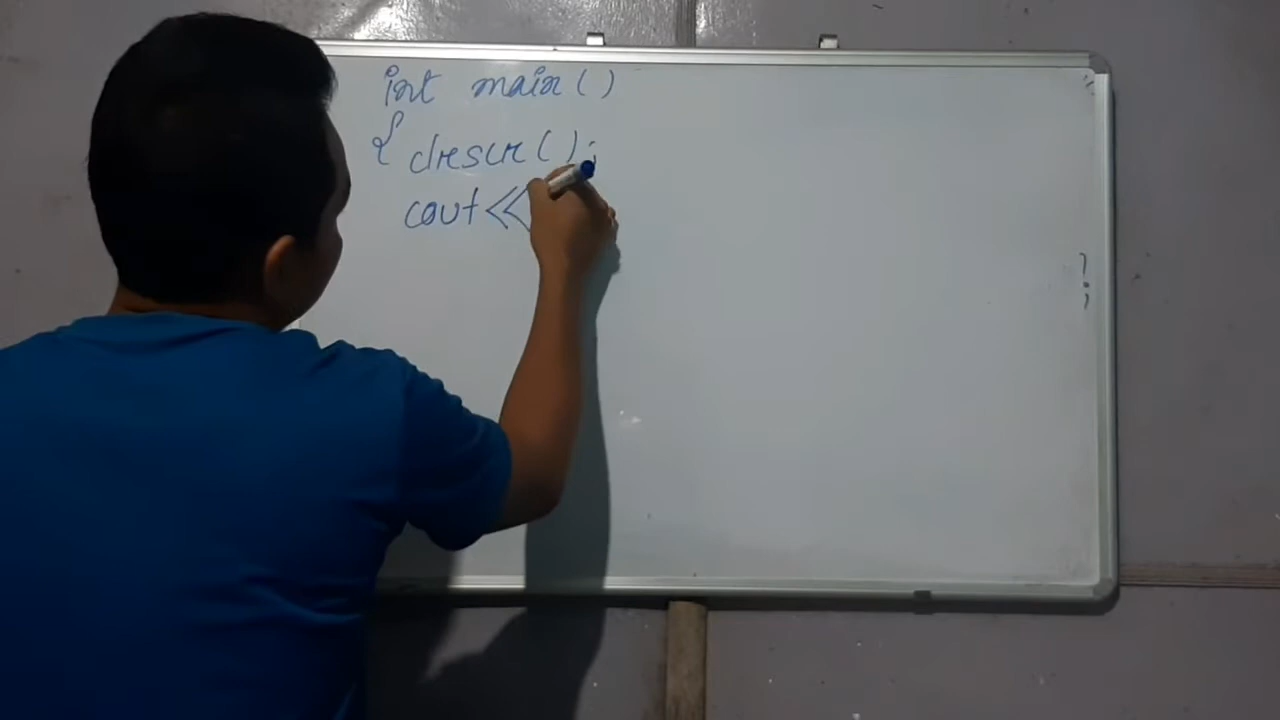 int main()
{ clrscr();
cout<<